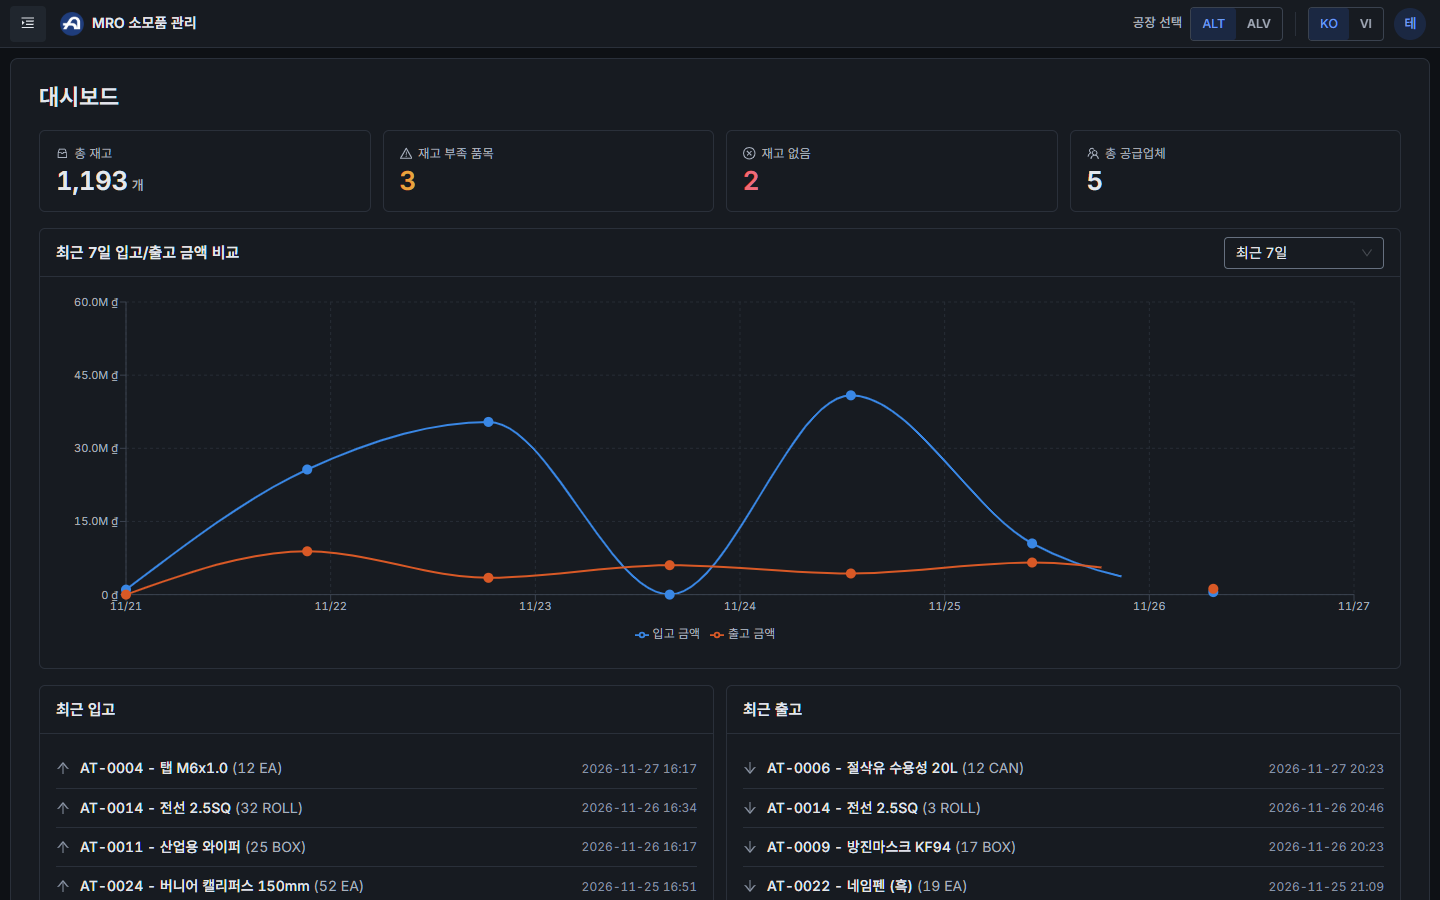 MRO 소모품 관리
공장 선택 ALT ALV KO VI 테
대시보드
총 재고
1,193 개
재고 부족 품목
3
재고 없음
2
총 공급업체
5
최근 7일 입고/출고 금액 비교
최근 7일
60.0M ₫
45.0M ₫
30.0M ₫
15.0M ₫
0 ₫
11/21 11/22 11/23 11/24 11/25 11/26 11/27
입고 금액 출고 금액
최근 입고
AT-0004 - 탭 M6x1.0 (12 EA) 2026-11-27 16:17
AT-0014 - 전선 2.5SQ (32 ROLL) 2026-11-26 16:34
AT-0011 - 산업용 와이퍼 (25 BOX) 2026-11-26 16:17
AT-0024 - 버니어 캘리퍼스 150mm (52 EA) 2026-11-25 16:51
최근 출고
AT-0006 - 절삭유 수용성 20L (12 CAN) 2026-11-27 20:23
AT-0014 - 전선 2.5SQ (3 ROLL) 2026-11-26 20:46
AT-0009 - 방진마스크 KF94 (17 BOX) 2026-11-26 20:23
AT-0022 - 네임펜 (흑) (19 EA) 2026-11-25 21:09